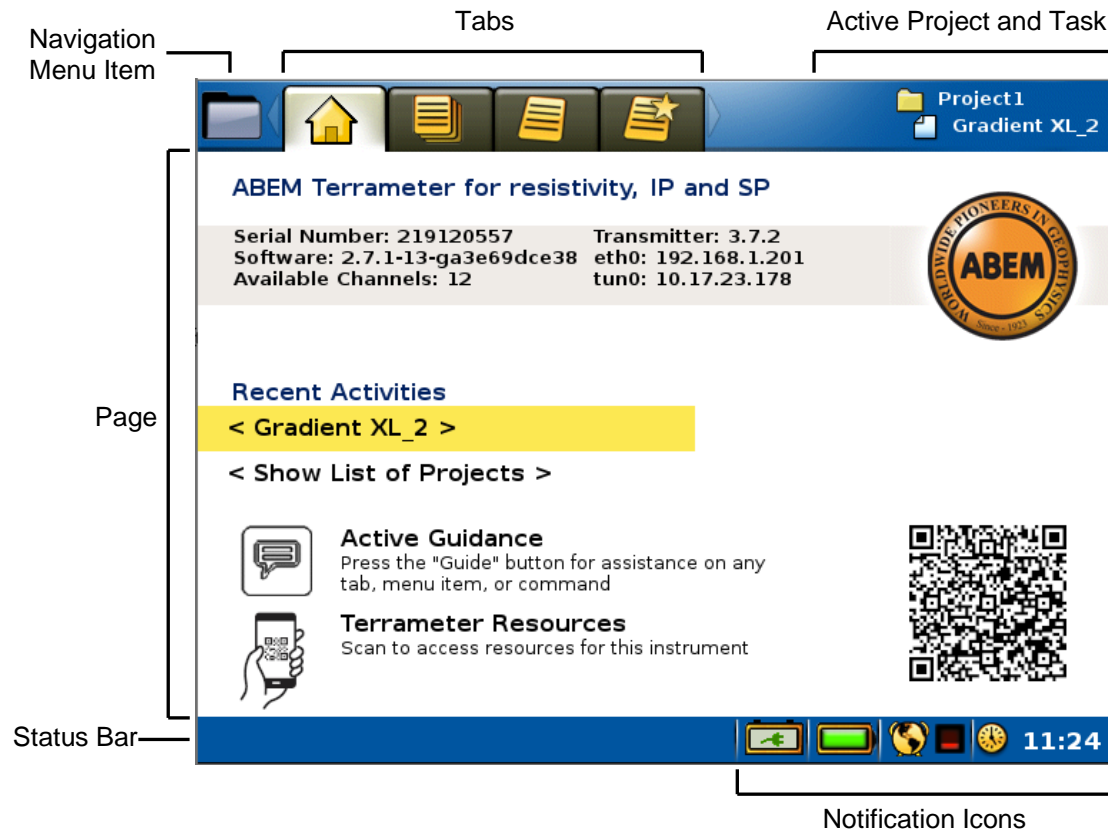 Tabs
Active Project and Task
Navigation
Menu Item
Project1
Gradient XL_2
ABEM Terrameter for resistivity, IP and SP
Serial Number: 219120557 Transmitter: 3.7.2
Software: 2.7.1-13-ga3e69dce38 eth0: 192.168.1.201
Available Channels: 12 tun0: 10.17.23.178
WORLDWIDE PIONEERS IN GEOPHYSICS
ABEM
Since - 1923
Recent Activities
Page
< Gradient XL_2 >
< Show List of Projects >
Active Guidance
Press the "Guide" button for assistance on any
tab, menu item, or command
Terrameter Resources
Scan to access resources for this instrument
Status Bar
11:24
Notification Icons